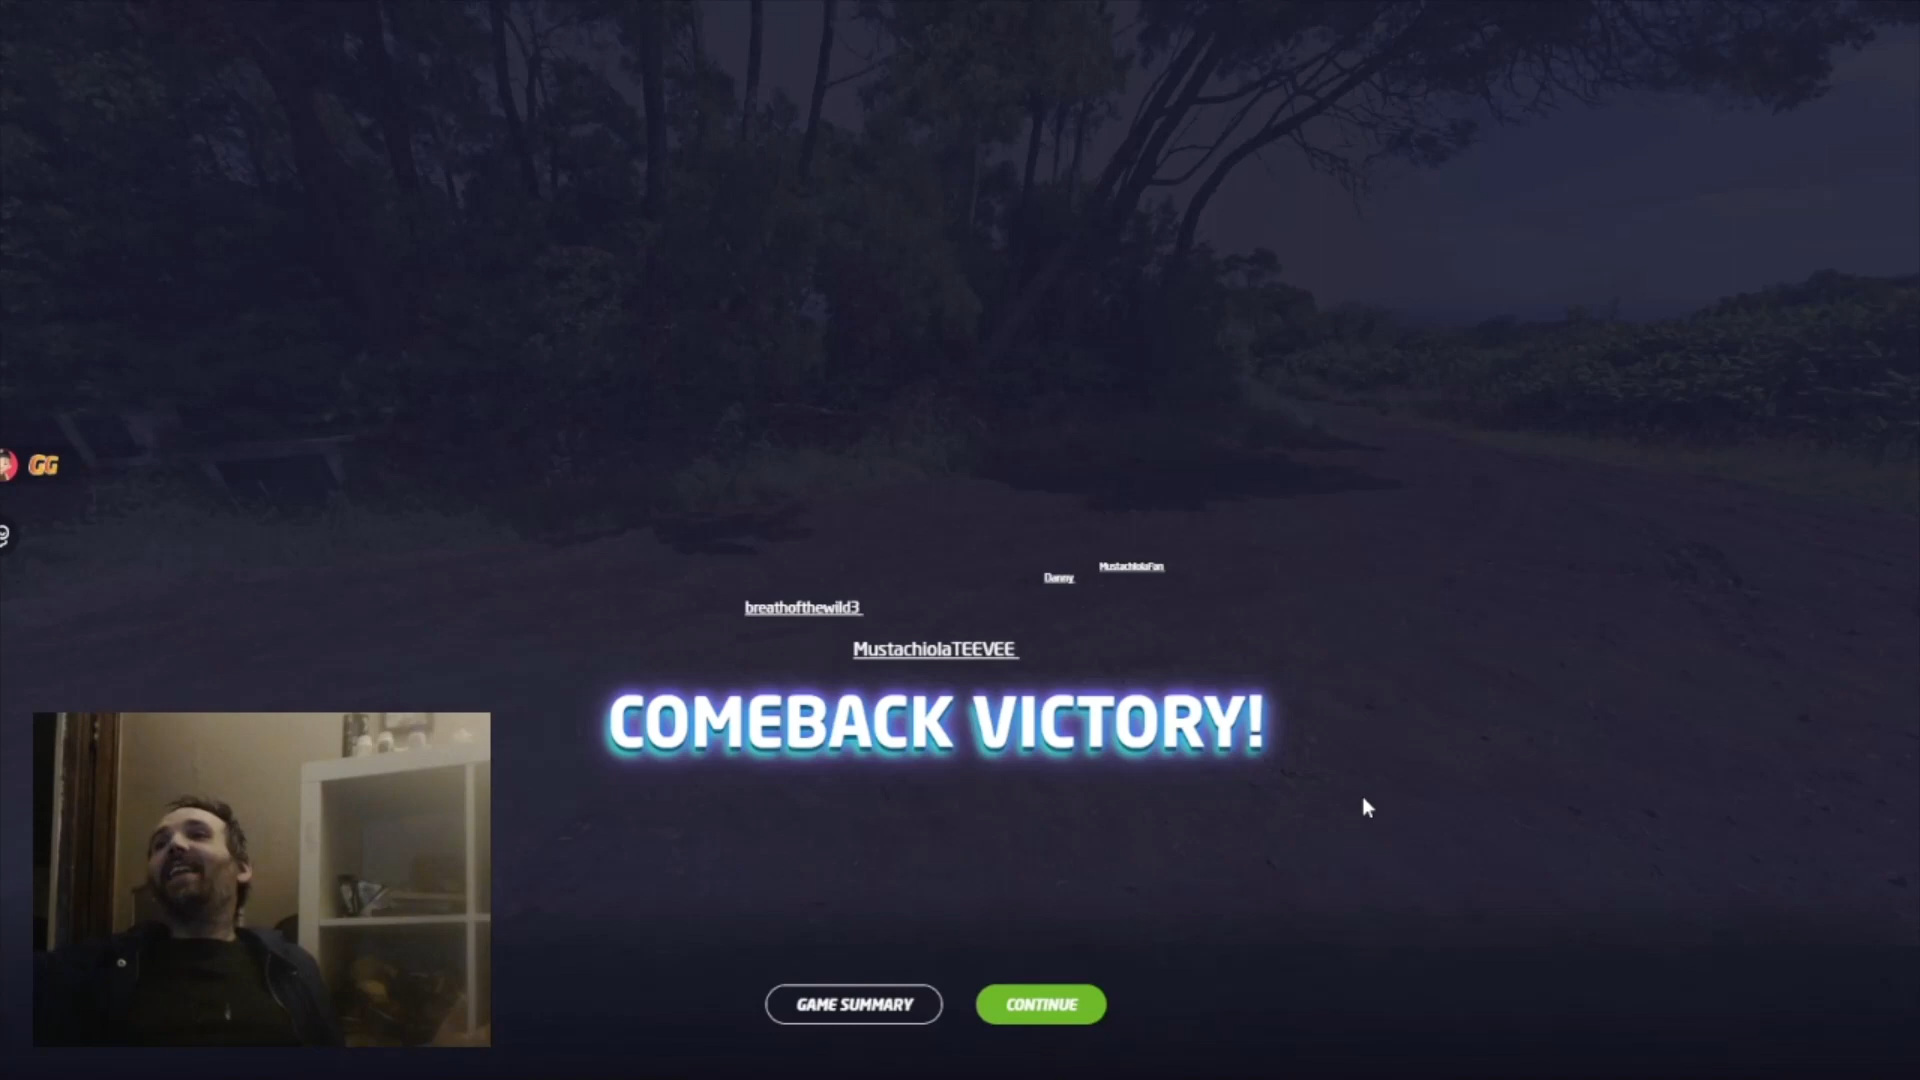 GG
MustachiolaFan
Danny
breathofthewild3
MustachiolaTEEVEE
COMEBACK VICTORY!
GAME SUMMARY
CONTINUE